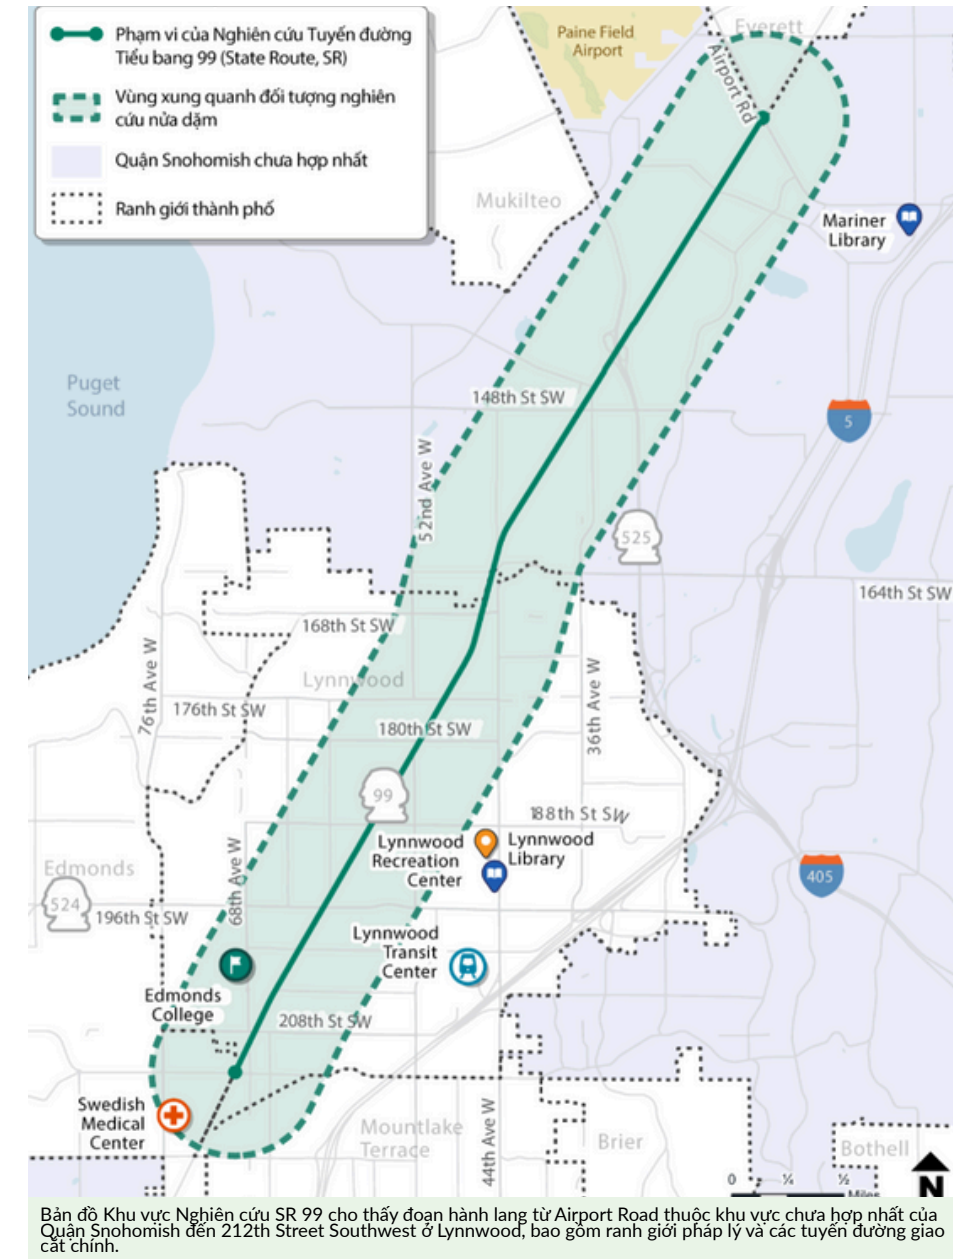 Phạm vi của Nghiên cứu Tuyến đường
Tiểu bang 99 (State Route, SR)
Vùng xung quanh đối tượng nghiên
cứu nửa dặm
Quận Snohomish chưa hợp nhất
Ranh giới thành phố
Paine Field
Airport
Everett
Airport Rd
Mukilteo
Mariner
Library
Puget
Sound
148th St SW
5
52nd Ave W
525
164th St SW
168th St SW
Lynnwood
76th Ave W
176th St SW
36th Ave W
180th St SW
99
188th St SW
Lynnwood
Recreation
Center
Lynnwood
Library
Edmonds
68th Ave W
405
524
196th St SW
Lynnwood
Transit
Center
Edmonds
College
208th St SW
Swedish
Medical
Center
Mountlake
Terrace
44th Ave W
Brier
Bothell
0 ¼ ½
Miles
N
Bản đồ Khu vực Nghiên cứu SR 99 cho thấy đoạn hành lang từ Airport Road thuộc khu vực chưa hợp nhất của
Quận Snohomish đến 212th Street Southwest ở Lynnwood, bao gồm ranh giới pháp lý và các tuyến đường giao
cắt chính.